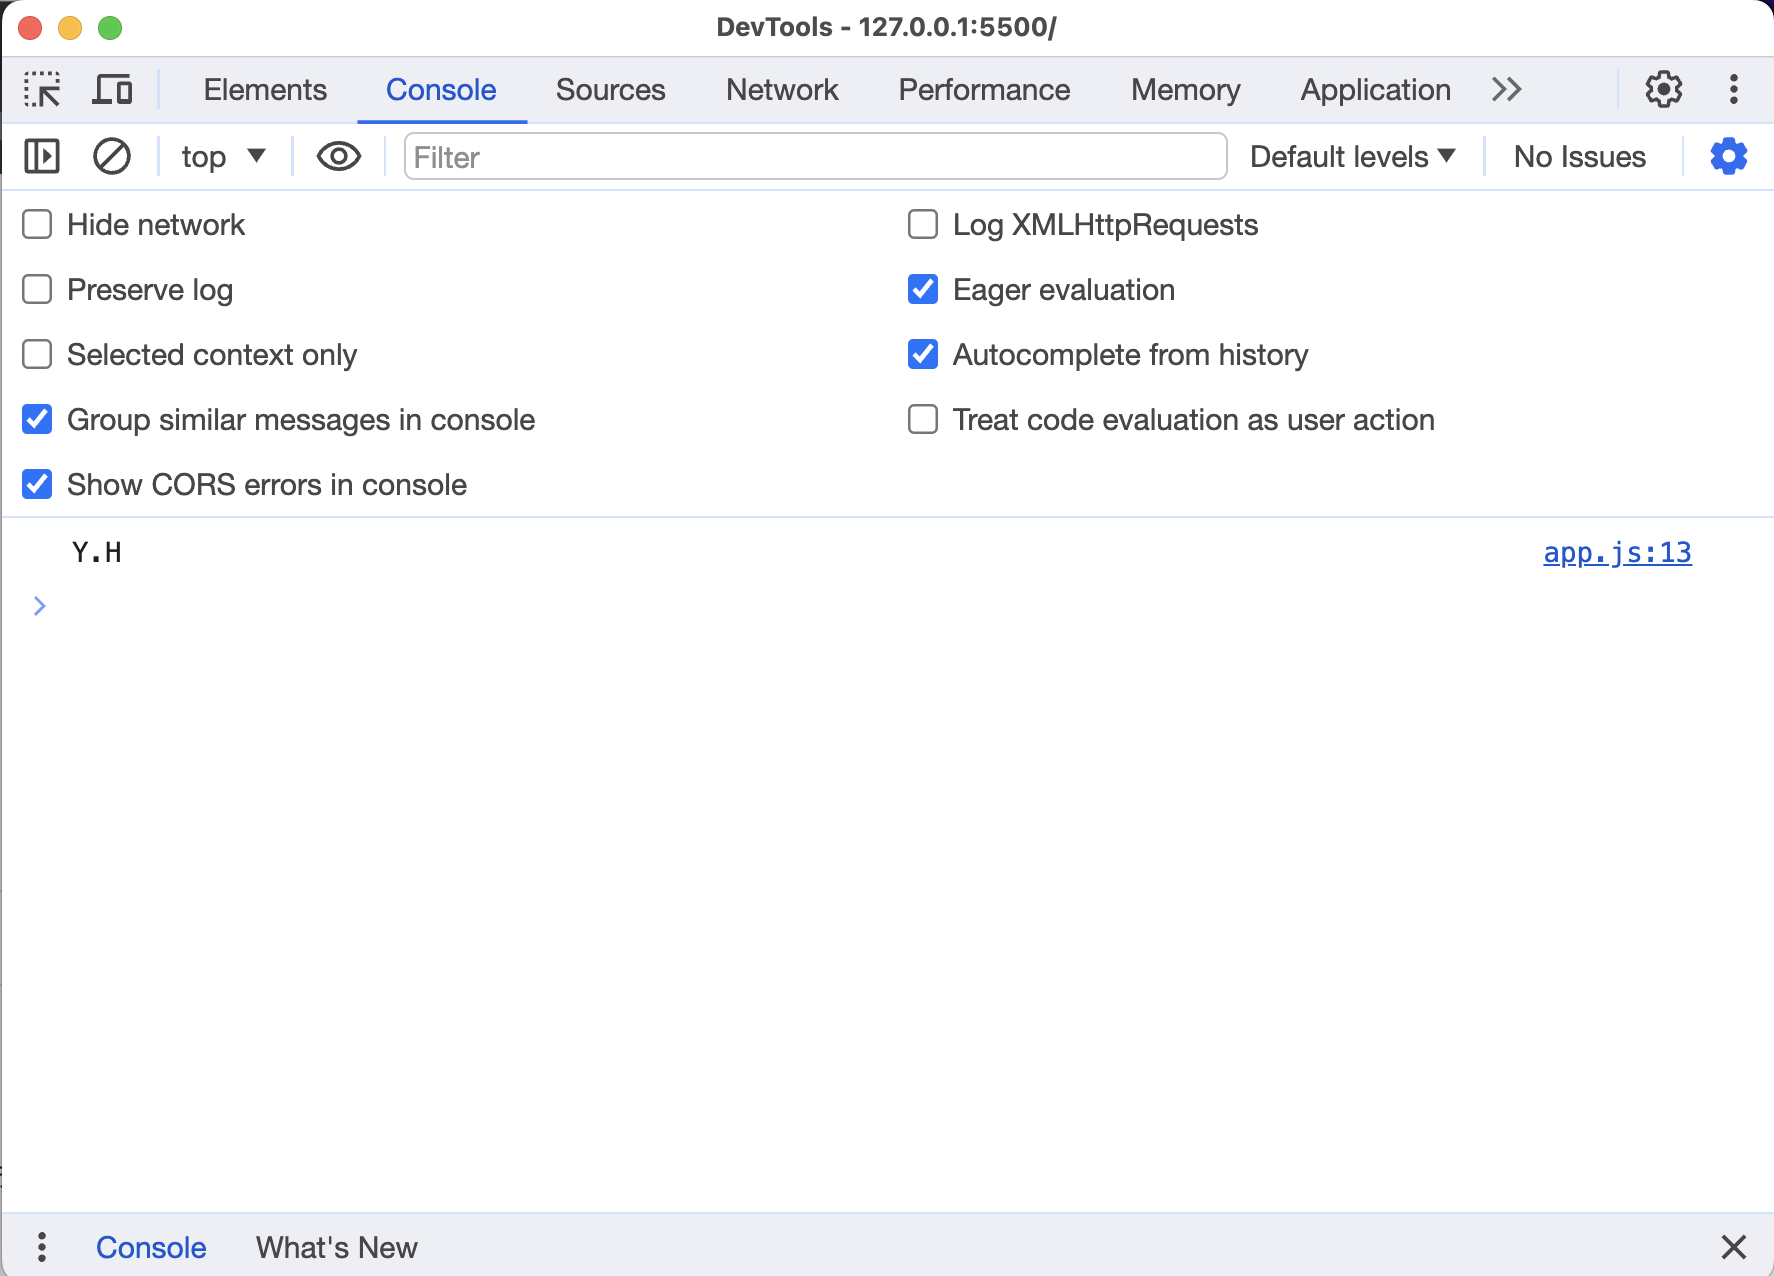 DevTools - 127.0.0.1:5500/
Elements Console Sources Network Performance Memory Application
top Filter Default levels No Issues
Hide network Log XMLHttpRequests
Preserve log Eager evaluation
Selected context only Autocomplete from history
Group similar messages in console Treat code evaluation as user action
Show CORS errors in console
Y.H app.js:13
Console What's New